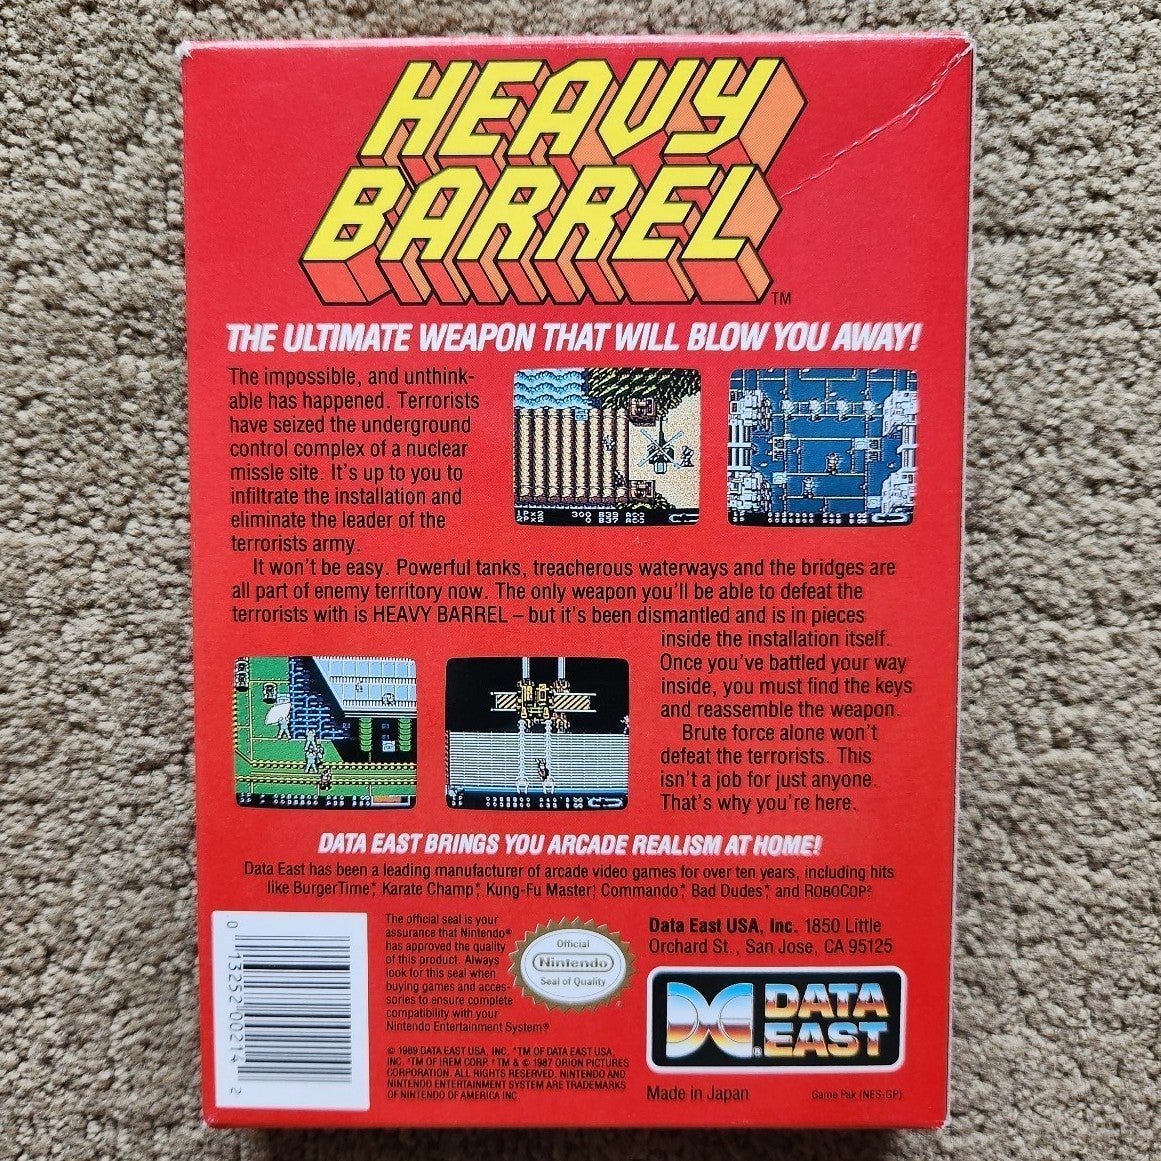 HEAVY
BARREL
TM
THE ULTIMATE WEAPON THAT WILL BLOW YOU AWAY!
The impossible, and unthink-
able has happened. Terrorists
have seized the underground
control complex of a nuclear
missle site. It's up to you to
infiltrate the installation and
eliminate the leader of the
terrorists army.
It won't be easy. Powerful tanks, treacherous waterways and the bridges are
all part of enemy territory now. The only weapon you'll be able to defeat the
terrorists with is HEAVY BARREL – but it's been dismantled and is in pieces
inside the installation itself.
Once you've battled your way
inside, you must find the keys
and reassemble the weapon.
Brute force alone won't
defeat the terrorists. This
isn't a job for just anyone.
That's why you're here.
DATA EAST BRINGS YOU ARCADE REALISM AT HOME!
Data East has been a leading manufacturer of arcade video games for over ten years, including hits
like BurgerTime,* Karate Champ,* Kung-Fu Master,† Commando,* Bad Dudes,* and ROBOCOP.‡
0 13252 00214 2
The official seal is your
assurance that Nintendo®
has approved the quality
of this product. Always
look for this seal when
buying games and acces-
sories to ensure complete
compatibility with your
Nintendo Entertainment System®
Official
Nintendo
Seal of Quality
Data East USA, Inc. 1850 Little
Orchard St., San Jose, CA 95125
DATA
EAST
®
© 1989 DATA EAST USA, INC. *TM OF DATA EAST USA,
INC. †TM OF IREM CORP. ‡TM & © 1987 ORION PICTURES
CORPORATION. ALL RIGHTS RESERVED. NINTENDO AND
NINTENDO ENTERTAINMENT SYSTEM ARE TRADEMARKS
OF NINTENDO OF AMERICA INC.
Made in Japan
Game Pak (NES-GP)